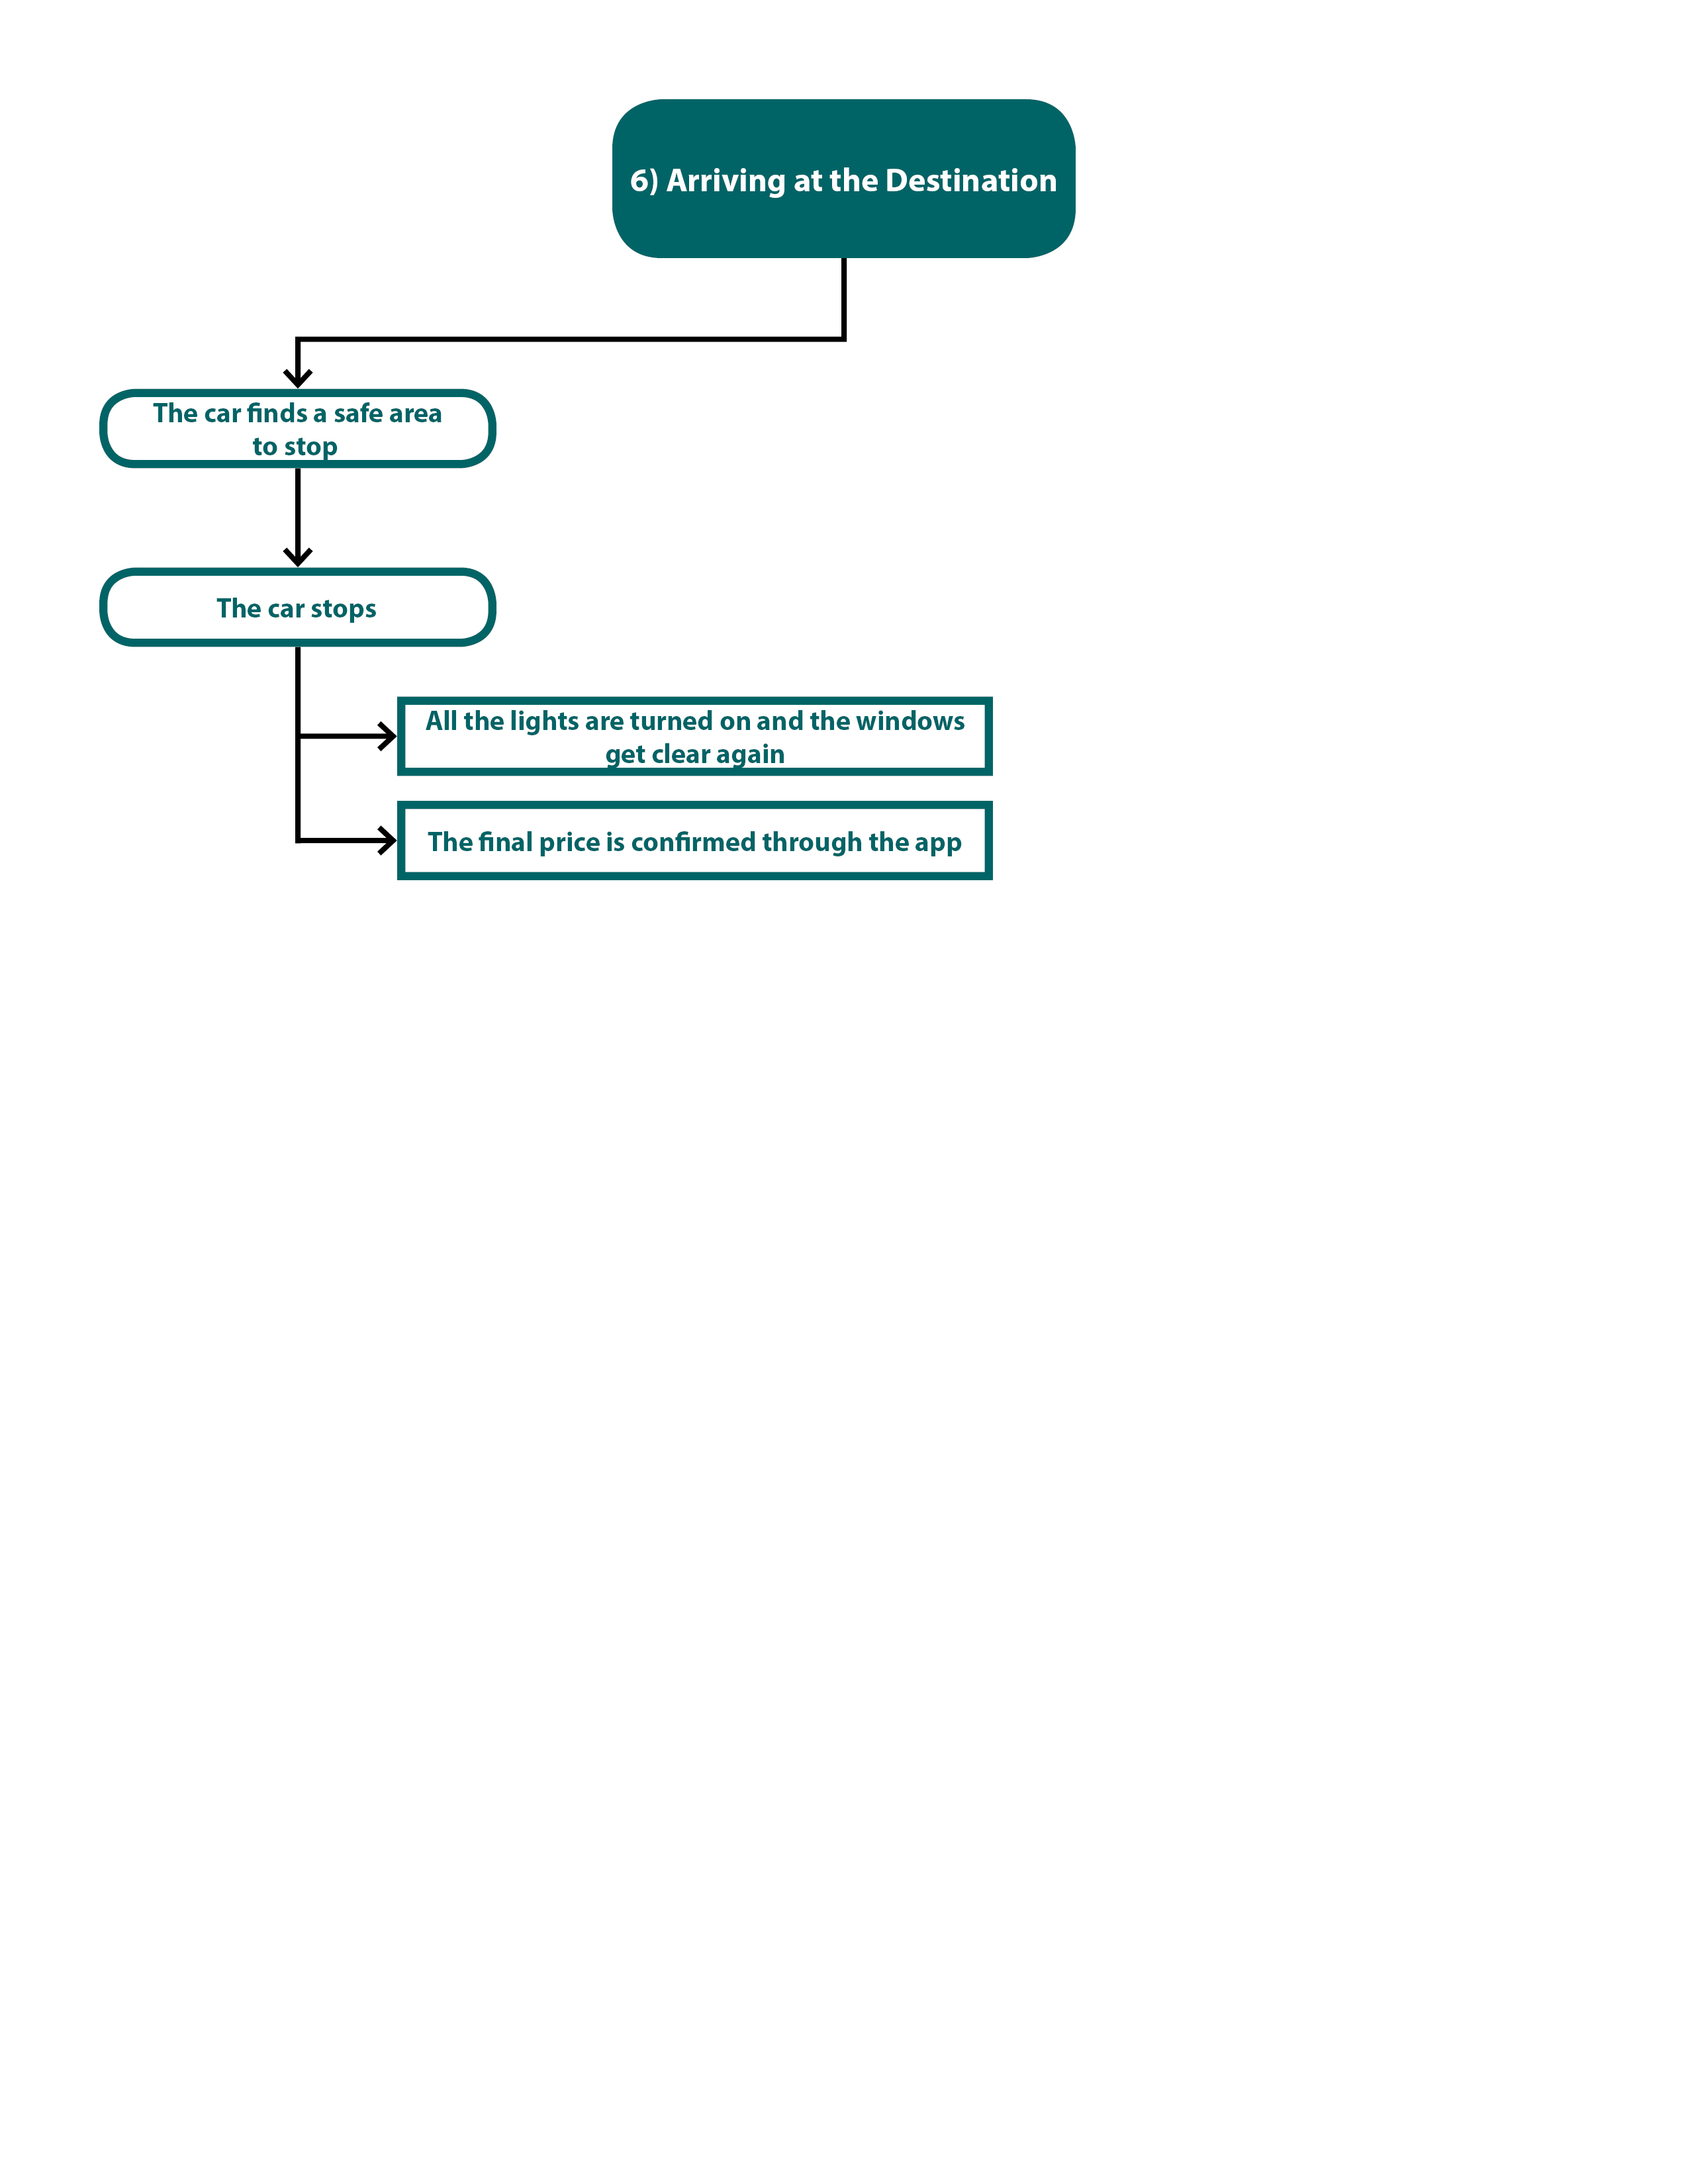 6) Arriving at the Destination
The car finds a safe area
to stop
The car stops
All the lights are turned on and the windows
get clear again
The final price is confirmed through the app